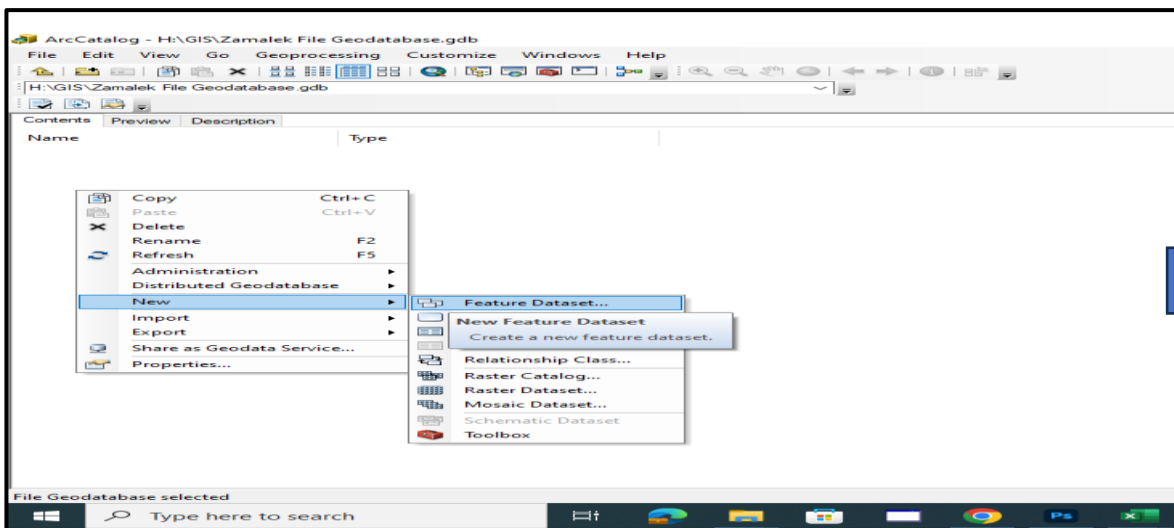 ArcCatalog - H:\GIS\Zamalek File Geodatabase.gdb
File Edit View Go Geoprocessing Customize Windows Help
H:\GIS\Zamalek File Geodatabase.gdb
Contents Preview Description
Name Type
Copy Ctrl+C
Paste Ctrl+V
Delete
Rename F2
Refresh F5
Administration
Distributed Geodatabase
New
Import
Export
Share as Geodata Service...
Properties...
Feature Dataset...
New Feature Dataset
Create a new feature dataset.
Relationship Class...
Raster Catalog...
Raster Dataset...
Mosaic Dataset...
Schematic Dataset
Toolbox
File Geodatabase selected
Type here to search
Ps